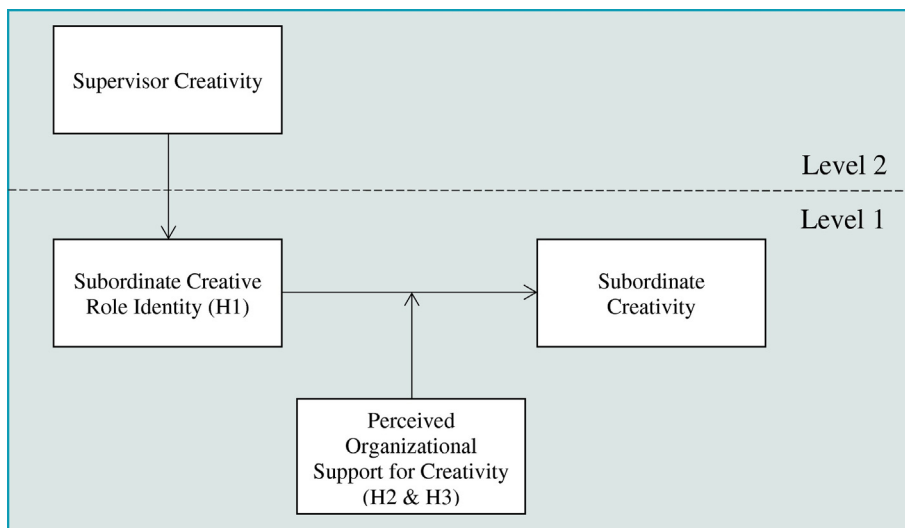 Supervisor Creativity
Level 2
Level 1
Subordinate Creative
Role Identity (H1)
Subordinate
Creativity
Perceived
Organizational
Support for Creativity
(H2 & H3)